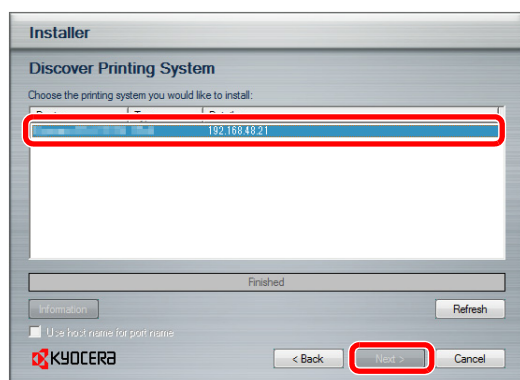 Installer
Discover Printing System
Choose the printing system you would like to install:
192.168.48.21
Finished
Information
Refresh
Use host name for port name
KYOCERA
< Back
Next >
Cancel